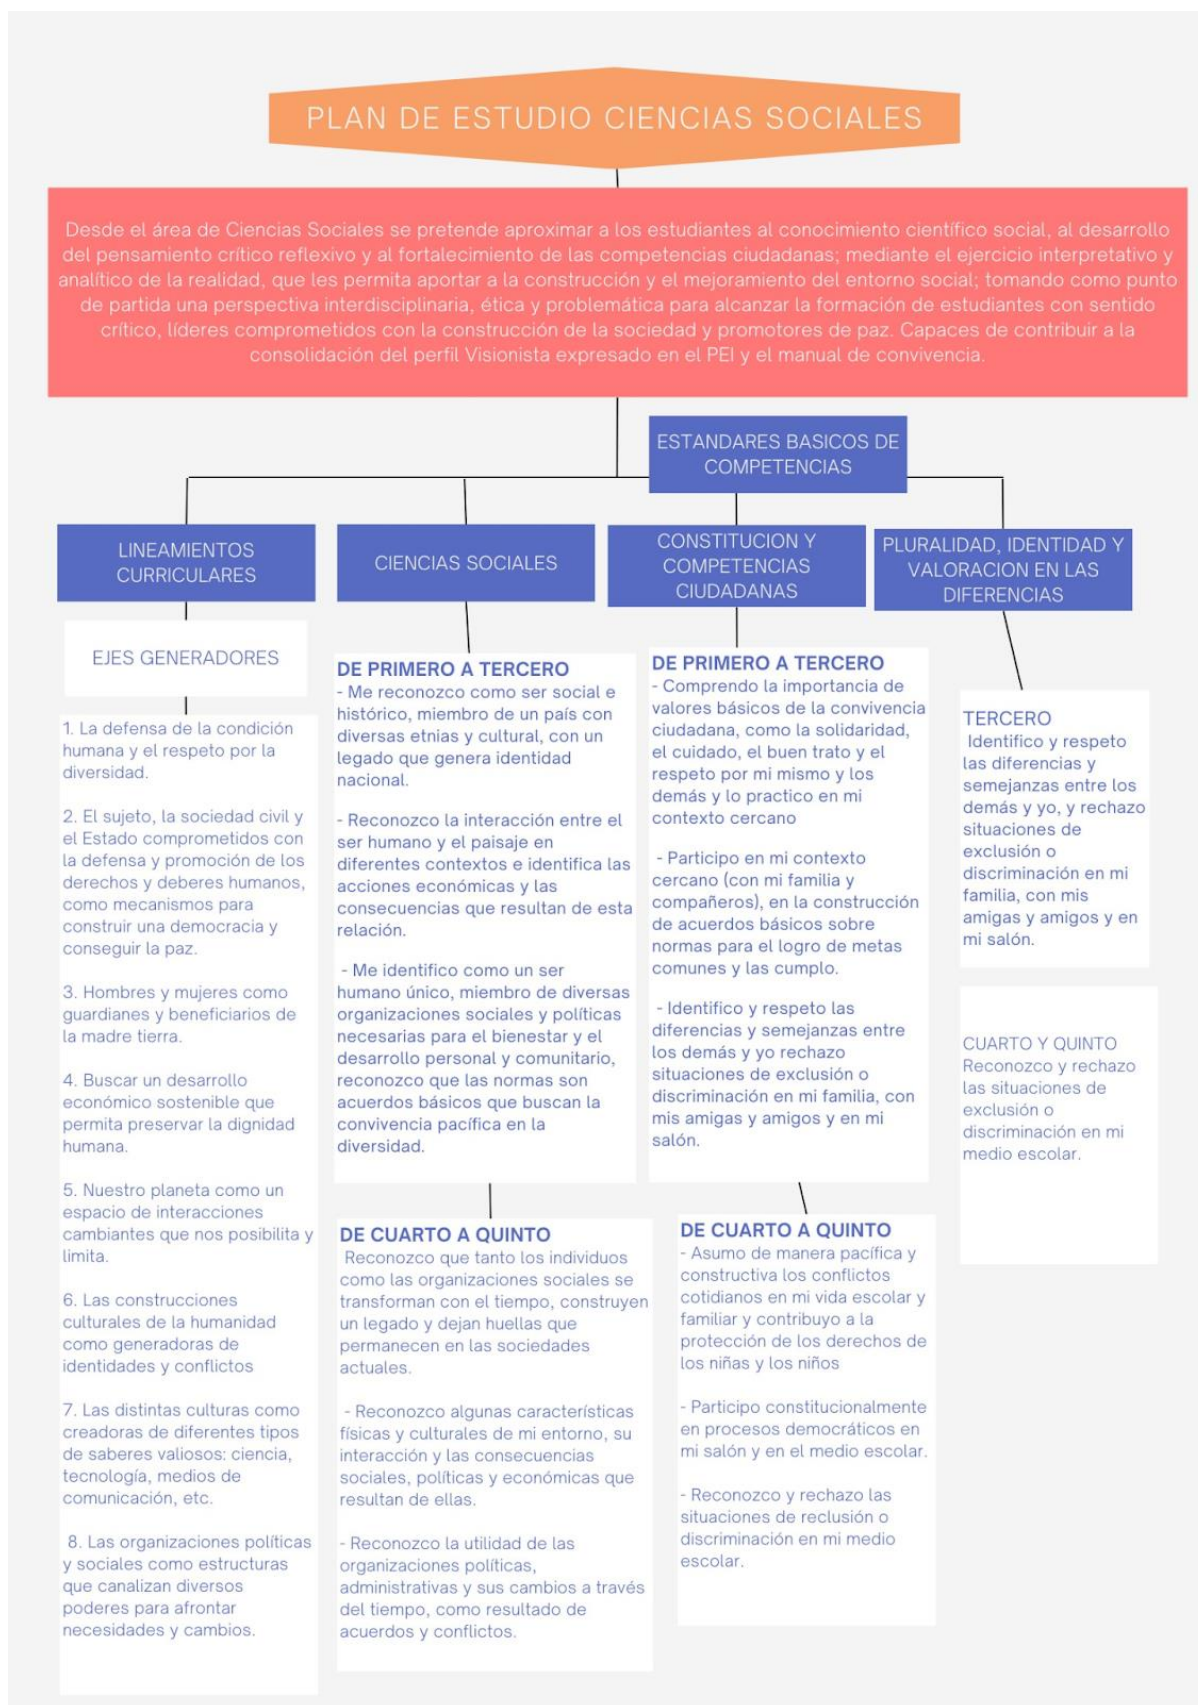 PLAN DE ESTUDIO CIENCIAS SOCIALES
Desde el área de Ciencias Sociales se pretende aproximar a los estudiantes al conocimiento científico social, al desarrollo
del pensamiento crítico reflexivo y al fortalecimiento de las competencias ciudadanas; mediante el ejercicio interpretativo y
analítico de la realidad, que les permita aportar a la construcción y el mejoramiento del entorno social; tomando como punto
de partida una perspectiva interdisciplinaria, ética y problemática para alcanzar la formación de estudiantes con sentido
crítico, líderes comprometidos con la construcción de la sociedad y promotores de paz. Capaces de contribuir a la
consolidación del perfil Visionista expresado en el PEI y el manual de convivencia.
ESTANDARES BASICOS DE
COMPETENCIAS
LINEAMIENTOS
CURRICULARES
EJES GENERADORES
1. La defensa de la condición
humana y el respeto por la
diversidad.
2. El sujeto, la sociedad civil y
el Estado comprometidos con
la defensa y promoción de los
derechos y deberes humanos,
como mecanismos para
construir una democracia y
conseguir la paz.
3. Hombres y mujeres como
guardianes y beneficiarios de
la madre tierra.
4. Buscar un desarrollo
económico sostenible que
permita preservar la dignidad
humana.
5. Nuestro planeta como un
espacio de interacciones
cambiantes que nos posibilita y
limita.
6. Las construcciones
culturales de la humanidad
como generadoras de
identidades y conflictos
7. Las distintas culturas como
creadoras de diferentes tipos
de saberes valiosos: ciencia,
tecnología, medios de
comunicación, etc.
8. Las organizaciones políticas
y sociales como estructuras
que canalizan diversos
poderes para afrontar
necesidades y cambios.
CIENCIAS SOCIALES
DE PRIMERO A TERCERO
- Me reconozco como ser social e
histórico, miembro de un país con
diversas etnias y cultural, con un
legado que genera identidad
nacional.
- Reconozco la interacción entre el
ser humano y el paisaje en
diferentes contextos e identifica las
acciones económicas y las
consecuencias que resultan de esta
relación.
- Me identifico como un ser
humano único, miembro de diversas
organizaciones sociales y políticas
necesarias para el bienestar y el
desarrollo personal y comunitario,
reconozco que las normas son
acuerdos básicos que buscan la
convivencia pacífica en la
diversidad.
DE CUARTO A QUINTO
Reconozco que tanto los individuos
como las organizaciones sociales se
transforman con el tiempo, construyen
un legado y dejan huellas que
permanecen en las sociedades
actuales.
- Reconozco algunas características
físicas y culturales de mi entorno, su
interacción y las consecuencias
sociales, políticas y económicas que
resultan de ellas.
- Reconozco la utilidad de las
organizaciones políticas,
administrativas y sus cambios a través
del tiempo, como resultado de
acuerdos y conflictos.
CONSTITUCION Y
COMPETENCIAS
CIUDADANAS
DE PRIMERO A TERCERO
- Comprendo la importancia de
valores básicos de la convivencia
ciudadana, como la solidaridad,
el cuidado, el buen trato y el
respeto por mi mismo y los
demás y lo practico en mi
contexto cercano
- Participo en mi contexto
cercano (con mi familia y
compañeros), en la construcción
de acuerdos básicos sobre
normas para el logro de metas
comunes y las cumplo.
- Identifico y respeto las
diferencias y semejanzas entre
los demás y yo rechazo
situaciones de exclusión o
discriminación en mi familia, con
mis amigas y amigos y en mi
salón.
DE CUARTO A QUINTO
- Asumo de manera pacífica y
constructiva los conflictos
cotidianos en mi vida escolar y
familiar y contribuyo a la
protección de los derechos de
los niñas y los niños
- Participo constitucionalmente
en procesos democráticos en
mi salón y en el medio escolar.
- Reconozco y rechazo las
situaciones de reclusión o
discriminación en mi medio
escolar.
PLURALIDAD, IDENTIDAD Y
VALORACION EN LAS
DIFERENCIAS
TERCERO
Identifico y respeto
las diferencias y
semejanzas entre los
demás y yo, y rechazo
situaciones de
exclusión o
discriminación en mi
familia, con mis
amigas y amigos y en
mi salón.
CUARTO Y QUINTO
Reconozco y rechazo
las situaciones de
exclusión o
discriminación en mi
medio escolar.